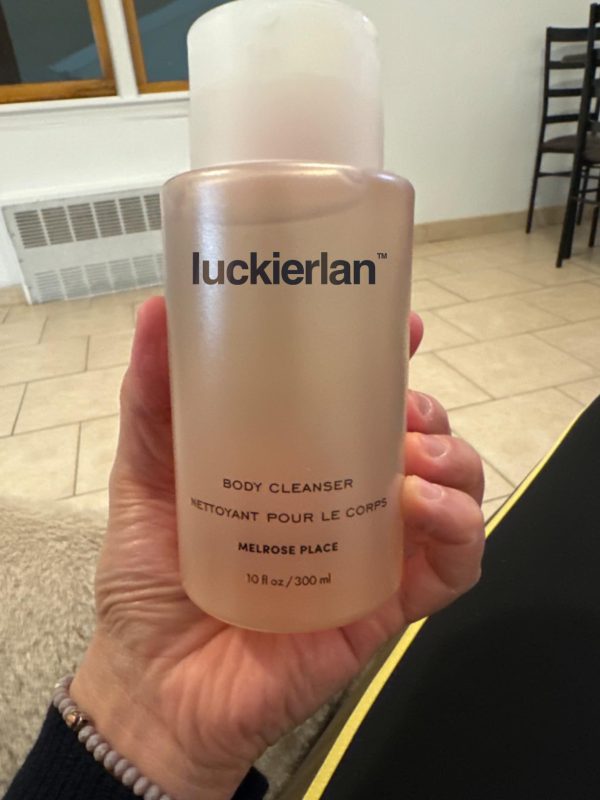 luckierlan™
BODY CLEANSER
NETTOYANT POUR LE CORPS
MELROSE PLACE
10 fl oz / 300 ml